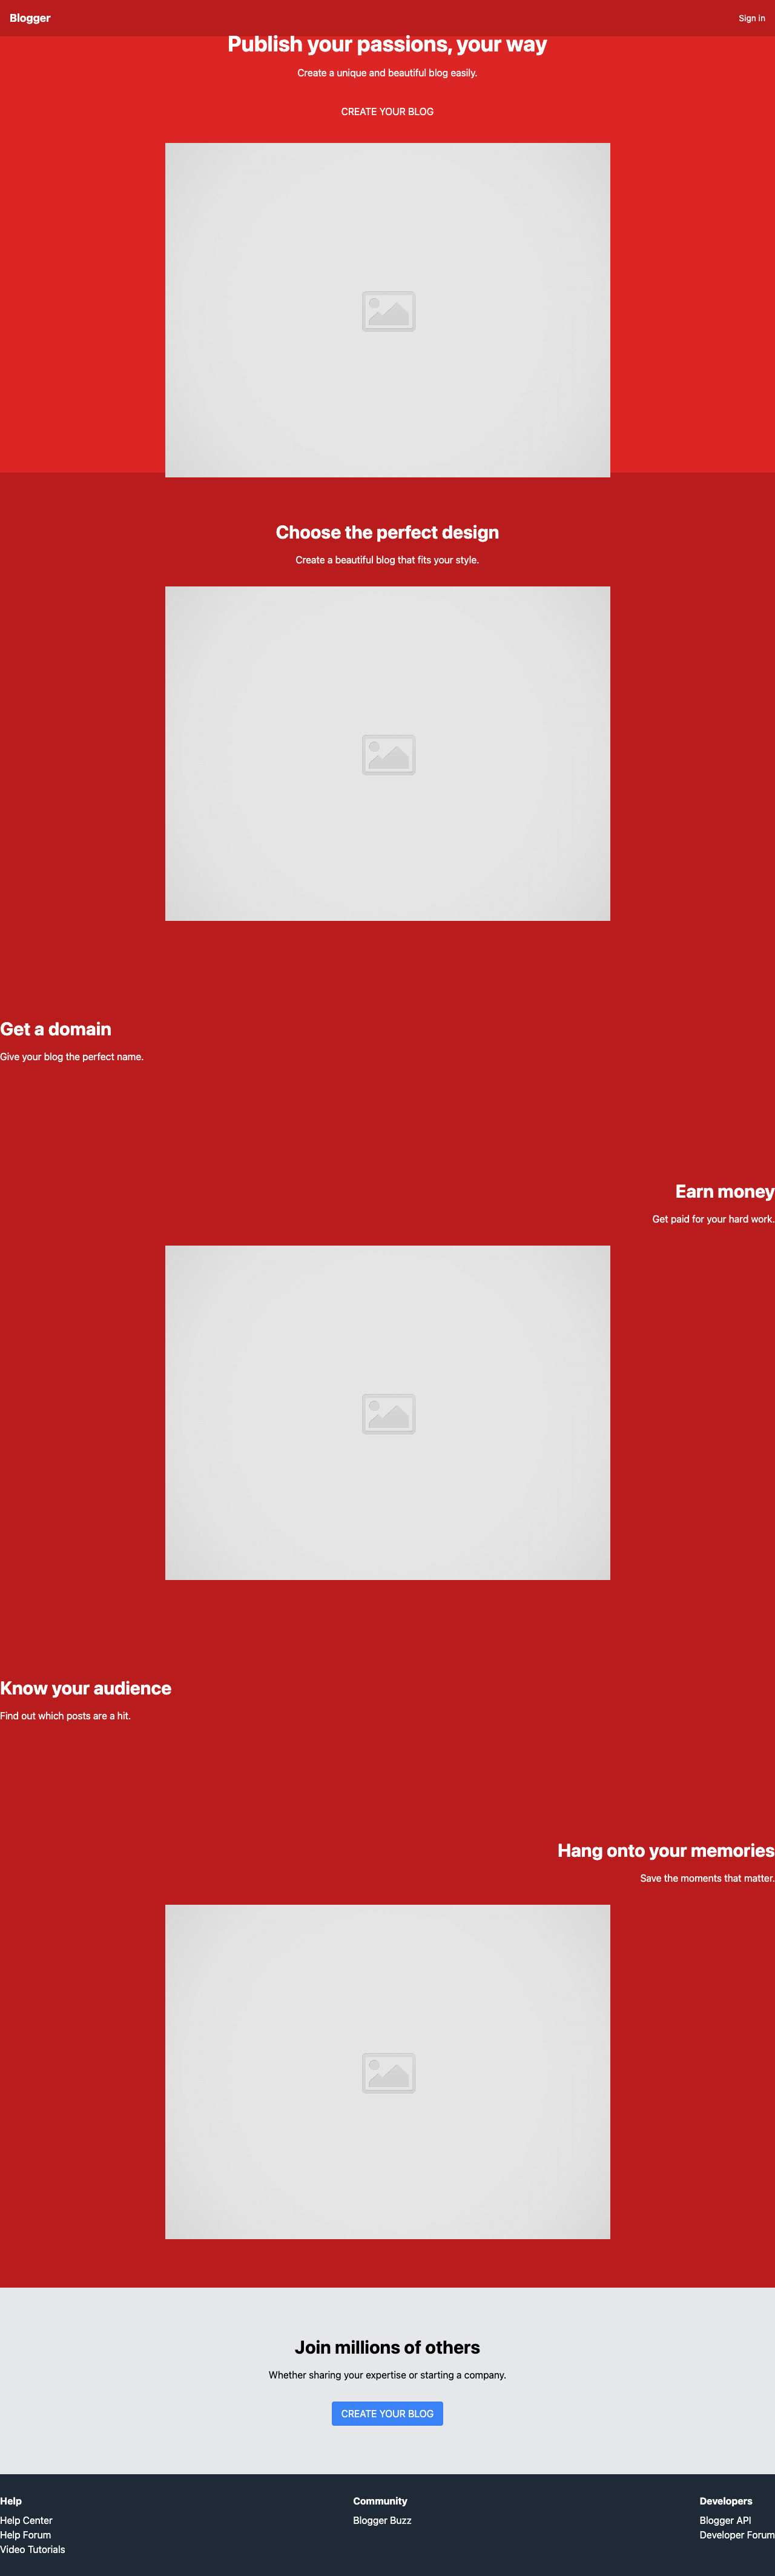 Blogger
Sign in
Publish your passions, your way
Create a unique and beautiful blog easily.
CREATE YOUR BLOG
Choose the perfect design
Create a beautiful blog that fits your style.
Get a domain
Give your blog the perfect name.
Earn money
Get paid for your hard work.
Know your audience
Find out which posts are a hit.
Hang onto your memories
Save the moments that matter.
Join millions of others
Whether sharing your expertise or starting a company.
CREATE YOUR BLOG
Help
Help Center
Help Forum
Video Tutorials
Community
Blogger Buzz
Developers
Blogger API
Developer Forum